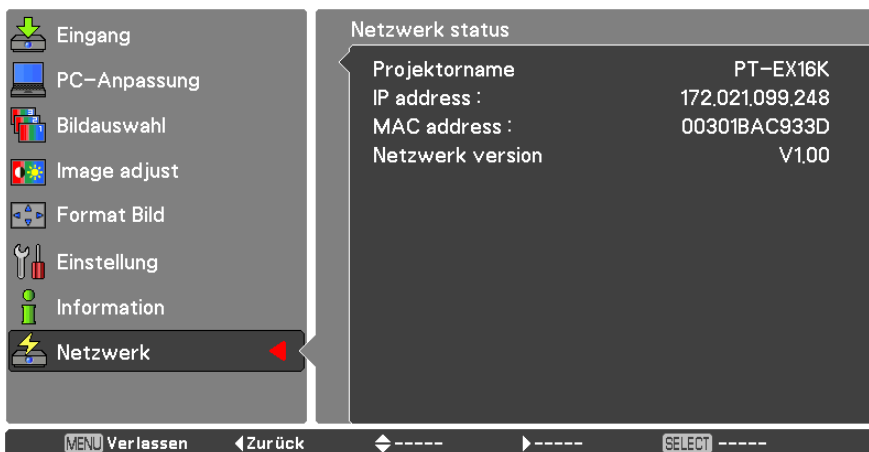 Eingang
PC-Anpassung
Bildauswahl
Image adjust
Format Bild
Einstellung
Information
Netzwerk
Netzwerk status
Projektorname PT-EX16K
IP address : 172.021.099.248
MAC address : 00301BAC933D
Netzwerk version V1.00
MENU Verlassen Zurück ----- ----- SELECT -----